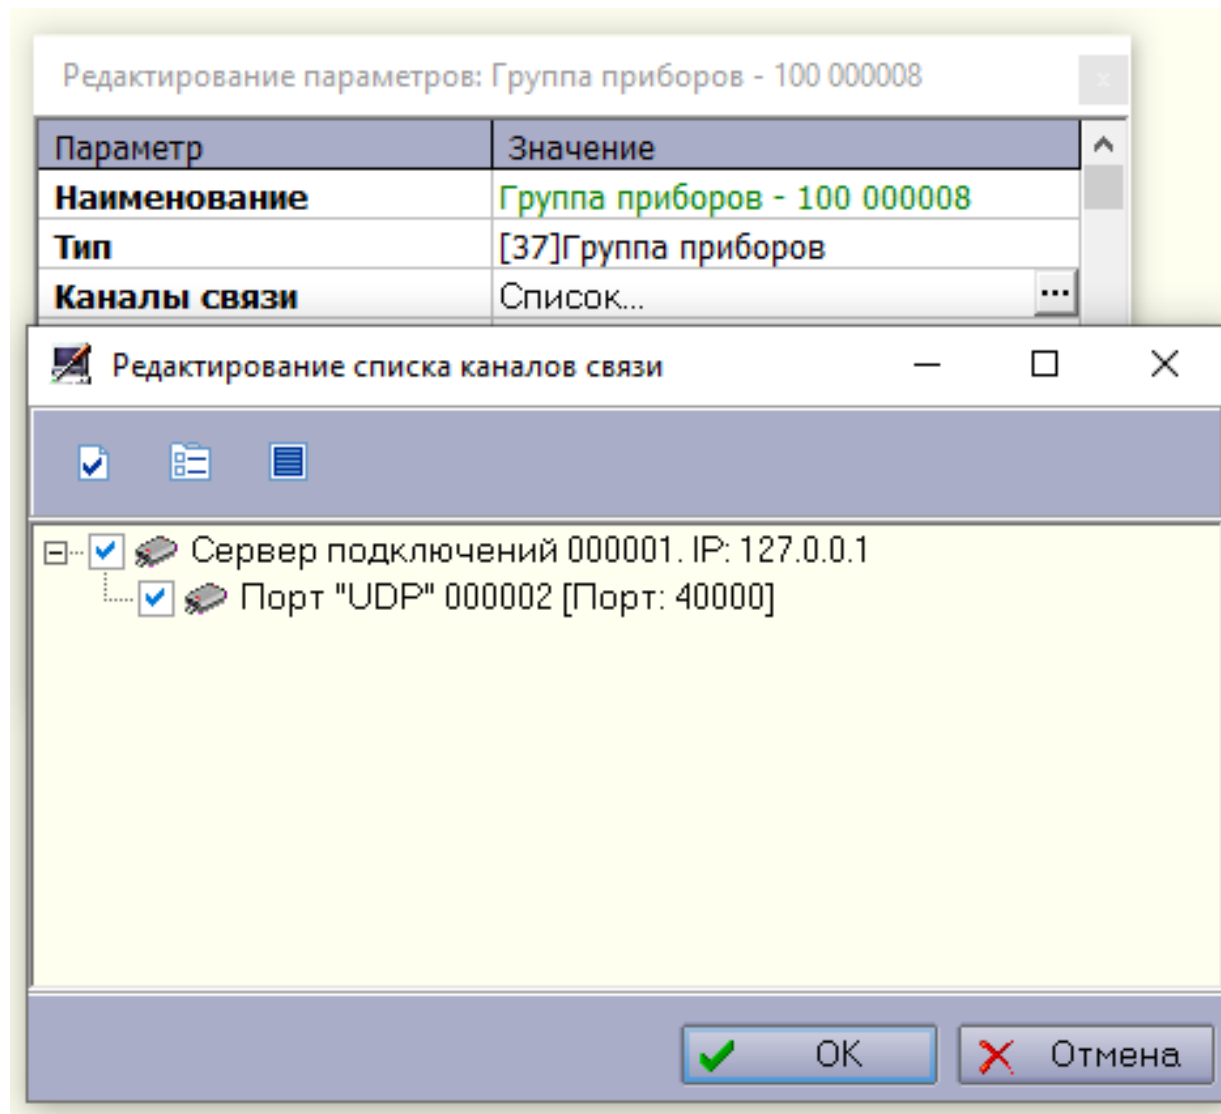 Редактирование параметров: Группа приборов - 100 000008
Параметр Значение
Наименование Группа приборов - 100 000008
Тип [37]Группа приборов
Каналы связи Список... ...
Редактирование списка каналов связи
Сервер подключений 000001. IP: 127.0.0.1
Порт "UDP" 000002 [Порт: 40000]
OK Отмена